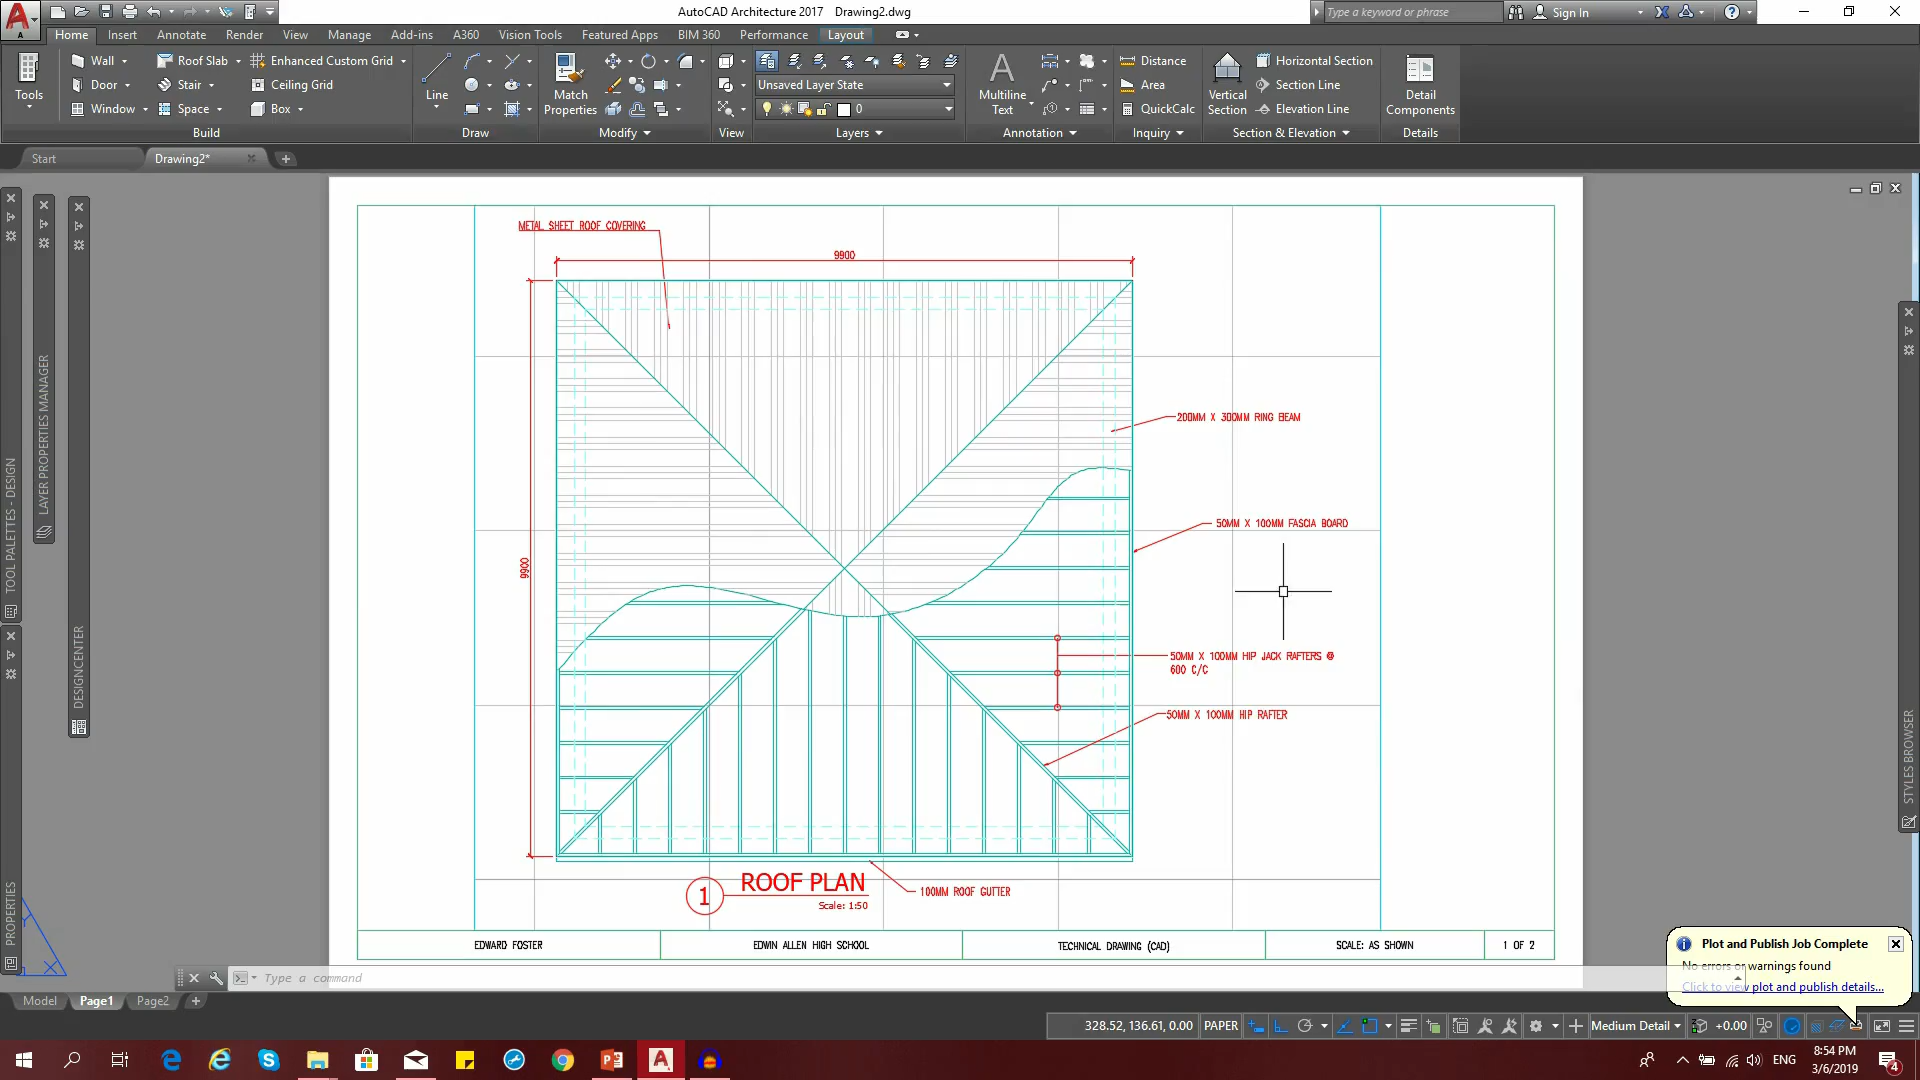 AutoCAD Architecture 2017 Drawing2.dwg
Type a keyword or phrase
Sign In
Home Insert Annotate Render View Manage Add-ins A360 Vision Tools Featured Apps BIM 360 Performance Layout
Tools
Wall
Door
Window
Roof Slab
Stair
Space
Enhanced Custom Grid
Ceiling Grid
Box
Build
Line
Draw
Match
Properties
Modify
View
Unsaved Layer State
0
Layers
Multiline
Text
Annotation
Distance
Area
QuickCalc
Inquiry
Vertical
Section
Horizontal Section
Section Line
Elevation Line
Section & Elevation
Detail
Components
Details
Start
Drawing2*
TOOL PALETTES - DESIGN
LAYER PROPERTIES MANAGER
DESIGNCENTER
PROPERTIES
STYLES BROWSER
METAL SHEET ROOF COVERING
9900
9900
200MM X 300MM RING BEAM
50MM X 100MM FASCIA BOARD
50MM X 100MM HIP JACK RAFTERS @
600 C/C
50MM X 100MM HIP RAFTER
100MM ROOF GUTTER
1
ROOF PLAN
Scale: 1:50
EDWARD FOSTER
EDWIN ALLEN HIGH SCHOOL
TECHNICAL DRAWING (CAD)
SCALE: AS SHOWN
1 OF 2
Y
X
Type a command
Plot and Publish Job Complete
No errors or warnings found
Click to view plot and publish details...
Model
Page1
Page2
328.52, 136.61, 0.00 PAPER
Medium Detail
+0.00
ENG
8:54 PM
3/6/2019
4